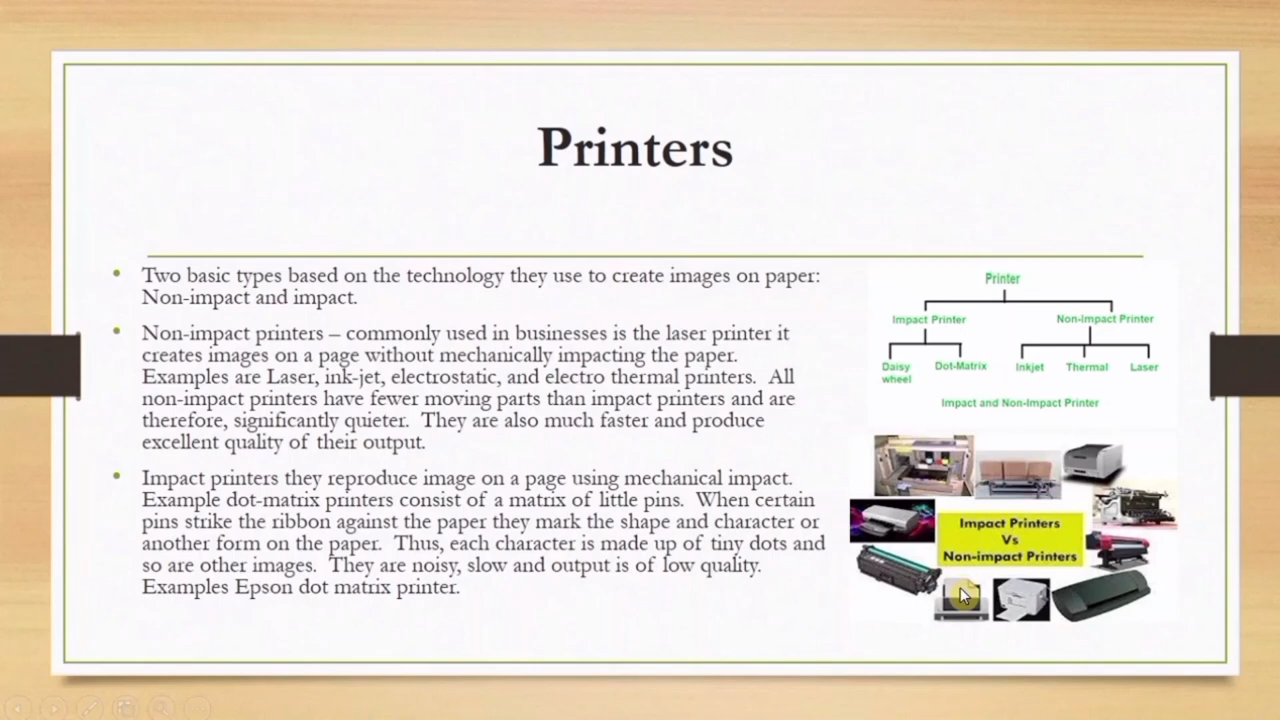 Printers
Two basic types based on the technology they use to create images on paper:
Non-impact and impact.
Non-impact printers – commonly used in businesses is the laser printer it
creates images on a page without mechanically impacting the paper.
Examples are Laser, ink-jet, electrostatic, and electro thermal printers. All
non-impact printers have fewer moving parts than impact printers and are
therefore, significantly quieter. They are also much faster and produce
excellent quality of their output.
Impact printers they reproduce image on a page using mechanical impact.
Example dot-matrix printers consist of a matrix of little pins. When certain
pins strike the ribbon against the paper they mark the shape and character or
another form on the paper. Thus, each character is made up of tiny dots and
so are other images. They are noisy, slow and output is of low quality.
Examples Epson dot matrix printer.
Printer
Impact Printer
Non-Impact Printer
Daisy
wheel
Dot-Matrix
Inkjet
Thermal
Laser
Impact and Non-Impact Printer
Impact Printers
Vs
Non-impact Printers